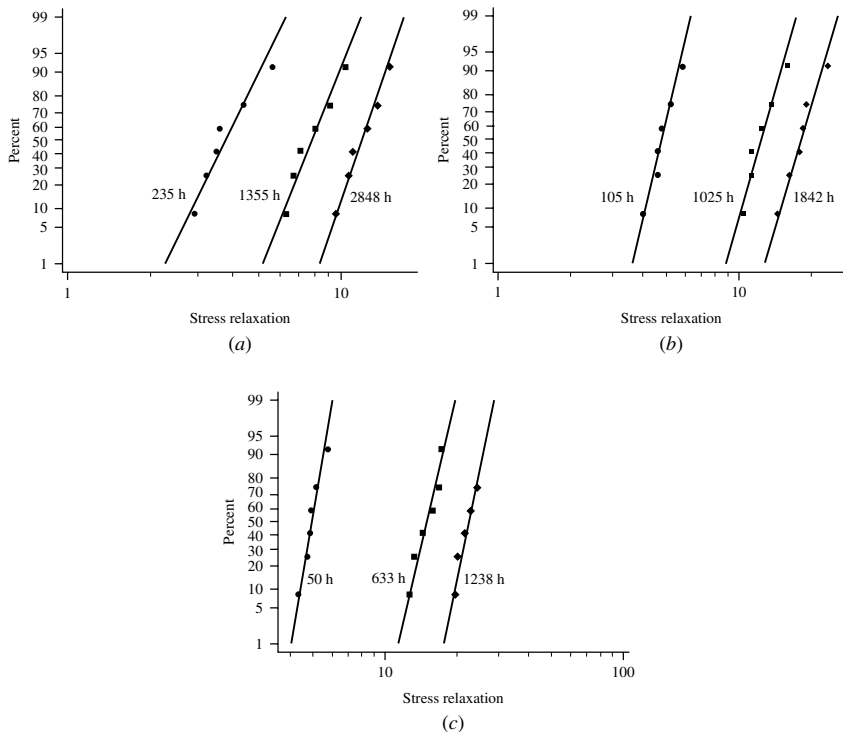 99
95
90
80
70
60
50
40
30
20
10
5
1
Percent
235 h
1355 h
2848 h
1
10
Stress relaxation
(a)
99
95
90
80
70
60
50
40
30
20
10
5
1
Percent
105 h
1025 h
1842 h
1
10
Stress relaxation
(b)
99
95
90
80
70
60
50
40
30
20
10
5
1
Percent
50 h
633 h
1238 h
10
100
Stress relaxation
(c)